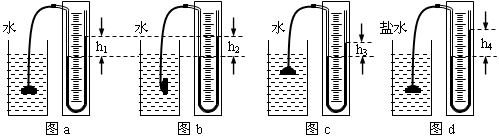 水 h₁ 水 h₂ 水 h₃ 盐水 h₄
图a 图b 图c 图d